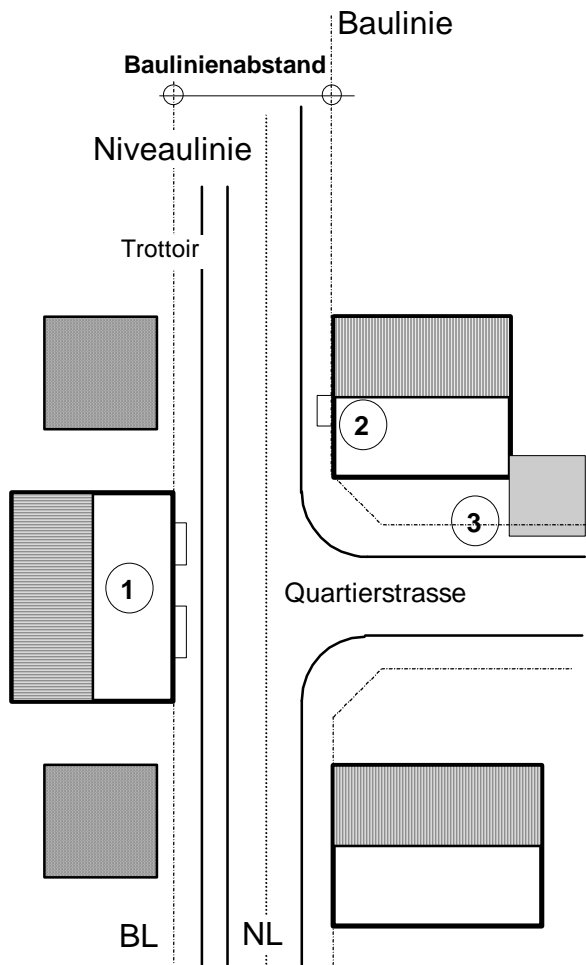 Baulinie
Baulinienabstand
Niveaulinie
Trottoir
2
3
1
Quartierstrasse
BL
NL